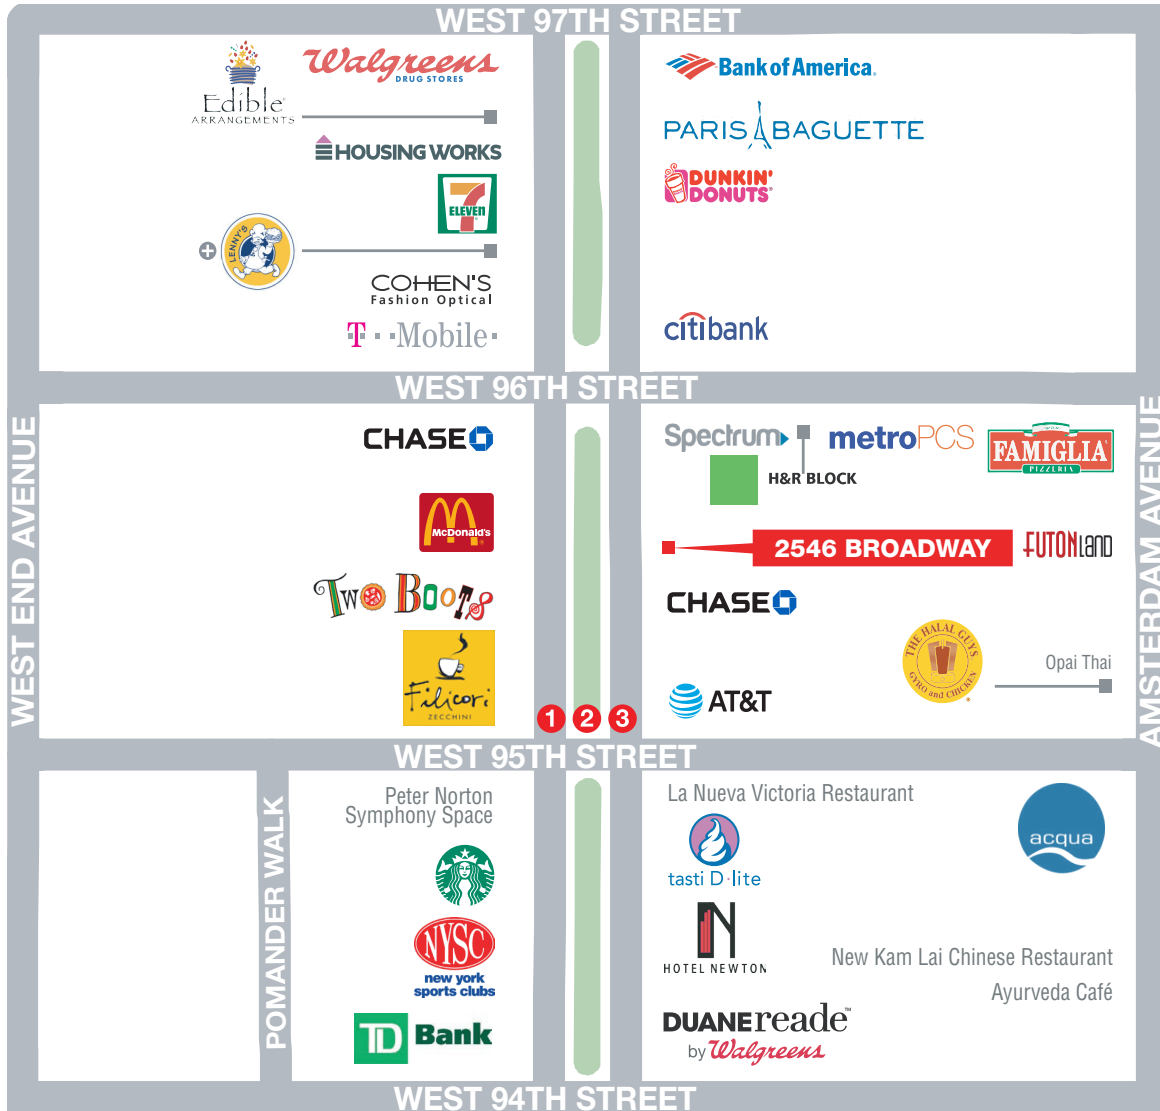 WEST 97TH STREET
Edible®
ARRANGEMENTS
Walgreens
DRUG STORES
HOUSING WORKS
7
ELEVEN
LENNY'S
COHEN'S
Fashion Optical
T · · Mobile ·
Bank of America
PARIS BAGUETTE
DUNKIN'
DONUTS
citibank
WEST 96TH STREET
WEST END AVENUE
CHASE
McDonald's
TWO BOOTS
Filicori
ZECCHINI
1 2 3
Spectrum
H&R BLOCK
metroPCS
FAMIGLIA
PIZZERIA
2546 BROADWAY
FUTONLAND
CHASE
THE HALAL GUYS
GYRO and CHICKEN
Opai Thai
AT&T
AMSTERDAM AVENUE
WEST 95TH STREET
POMANDER WALK
Peter Norton
Symphony Space
NYSC
new york
sports clubs
TD Bank
La Nueva Victoria Restaurant
tasti D·lite
HOTEL NEWTON
DUANE reade™
by Walgreens
acqua
New Kam Lai Chinese Restaurant
Ayurveda Café
WEST 94TH STREET